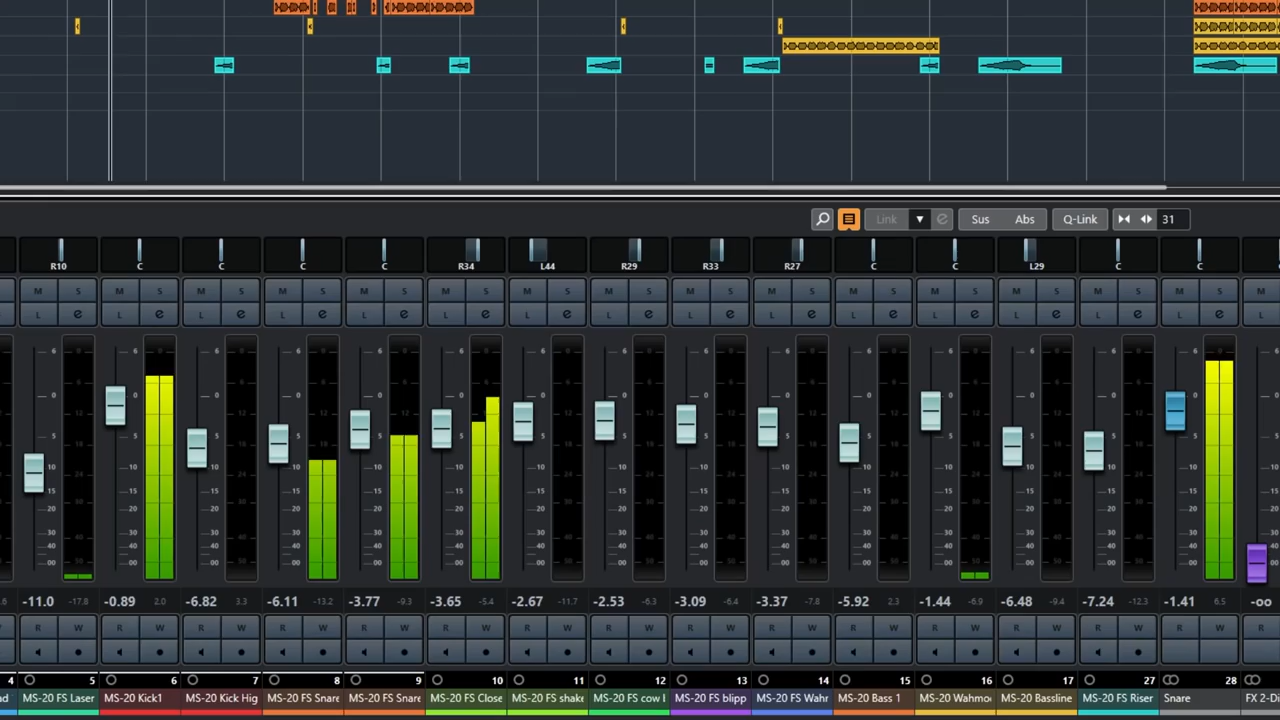 Link ▼ e Sus Abs Q-Link 31
R10 C C C C R34 L44 R29 R33 R27 C C L29 C C
M S M S M S M S M S M S M S M S M S M S M S M S M S M S M S M
L e L e L e L e L e L e L e L e L e L e L e L e L e L e L e L
-11.0 -17.8 -0.89 2.0 -6.82 3.3 -6.11 -13.2 -3.77 -9.3 -3.65 -5.4 -2.67 -11.7 -2.53 -6.3 -3.09 -6.4 -3.37 -7.8 -5.92 2.3 -1.44 -6.9 -6.48 -9.4 -7.24 -12.3 -1.41 6.5 -oo
R W R W R W R W R W R W R W R W R W R W R W R W R W R W R W R
4 5 6 7 8 9 10 11 12 13 14 15 16 17 18 28
MS-20 FS Laser MS-20 Kick1 MS-20 Kick Hig MS-20 FS Snare MS-20 FS Snare MS-20 FS Close MS-20 FS shake MS-20 FS cow MS-20 FS blipp MS-20 FS Wahr MS-20 Bass 1 MS-20 Wahmo MS-20 Bassline MS-20 FS Riser Snare FX 2-Di